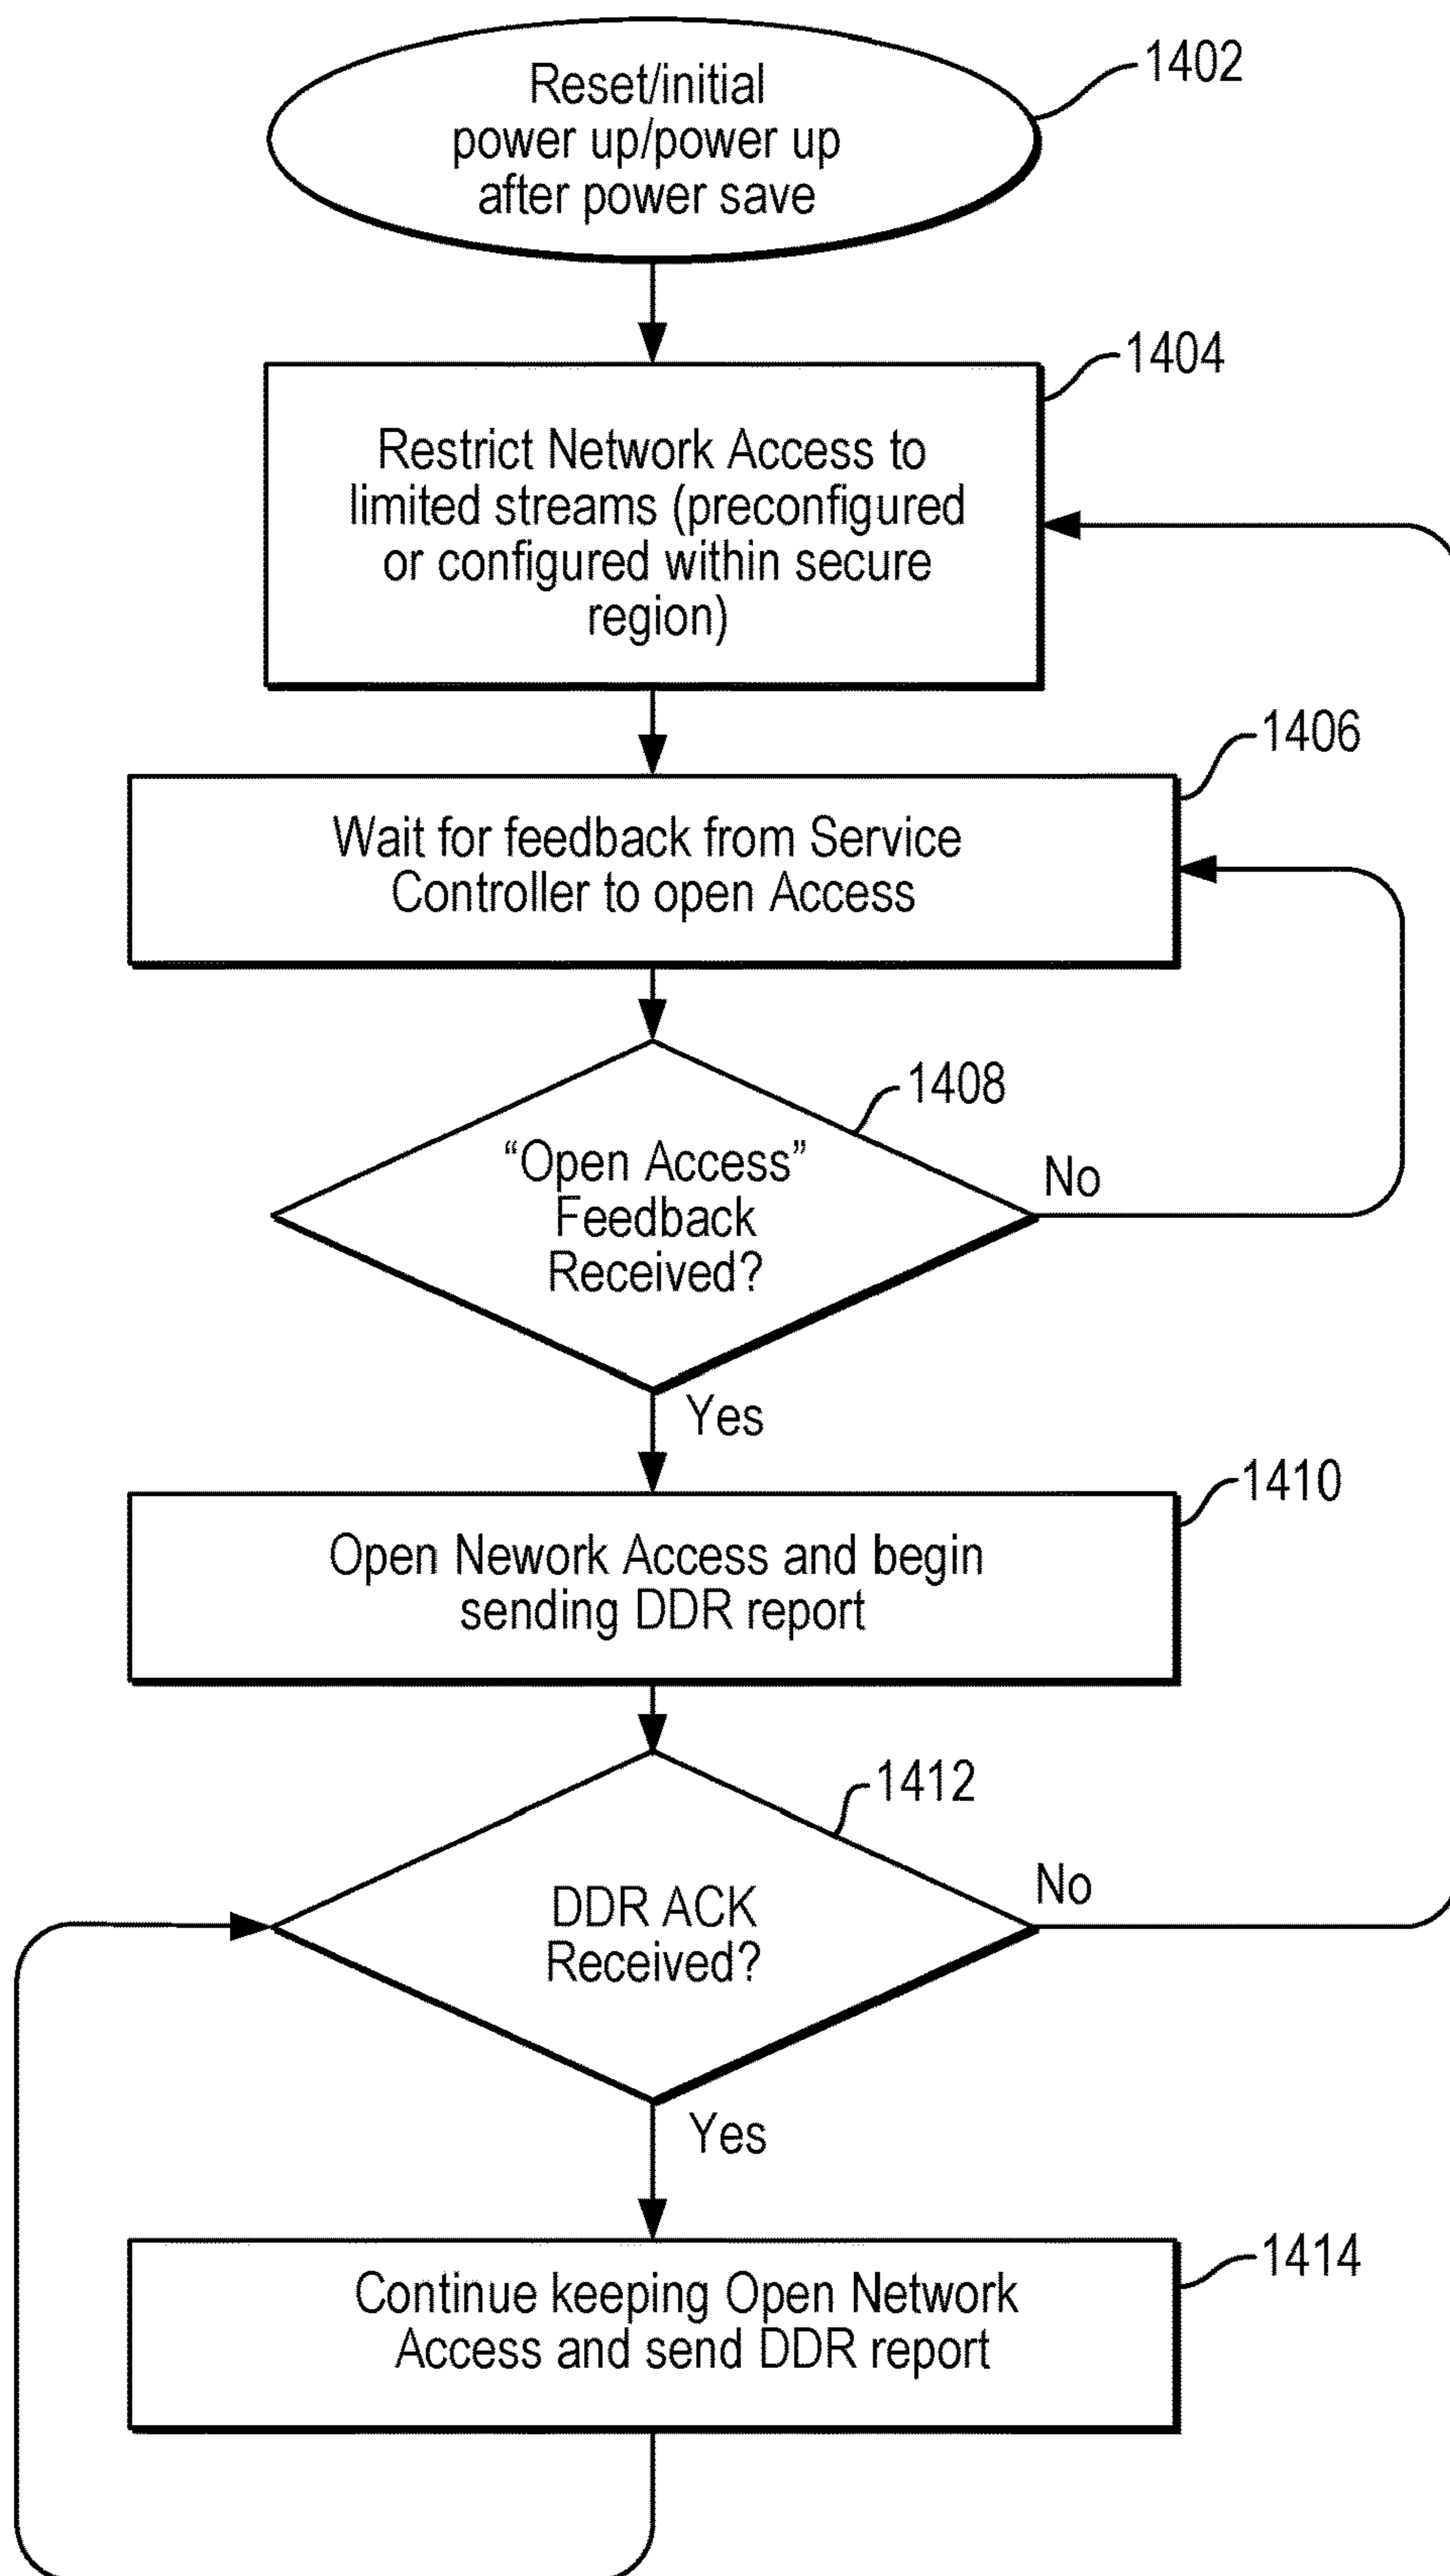 Reset/initial
power up/power up
after power save
1402
1404
Restrict Network Access to
limited streams (preconfigured
or configured within secure
region)
1406
Wait for feedback from Service
Controller to open Access
1408
“Open Access”
Feedback
Received?
No
Yes
1410
Open Nework Access and begin
sending DDR report
1412
DDR ACK
Received?
No
Yes
1414
Continue keeping Open Network
Access and send DDR report